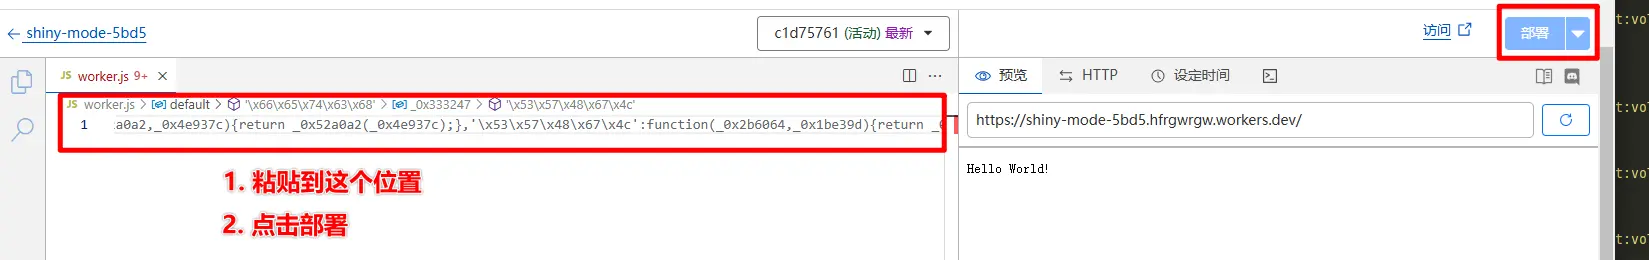 ← shiny-mode-5bd5
c1d75761 (活动) 最新
访问
部署
JS worker.js 9+ ×
预览
HTTP
设定时间
JS worker.js > default > '\x66\x65\x74\x63\x68' > _0x333247 > '\x53\x57\x48\x67\x4c'
1 a0a2,_0x4e937c){return _0x52a0a2(_0x4e937c);},'\x53\x57\x48\x67\x4c':function(_0x2b6064,_0x1be39d){return _0
https://shiny-mode-5bd5.hfrgwrgw.workers.dev/
Hello World!
1. 粘贴到这个位置
2. 点击部署
t:vo
t:vo
t:vo
t:vo